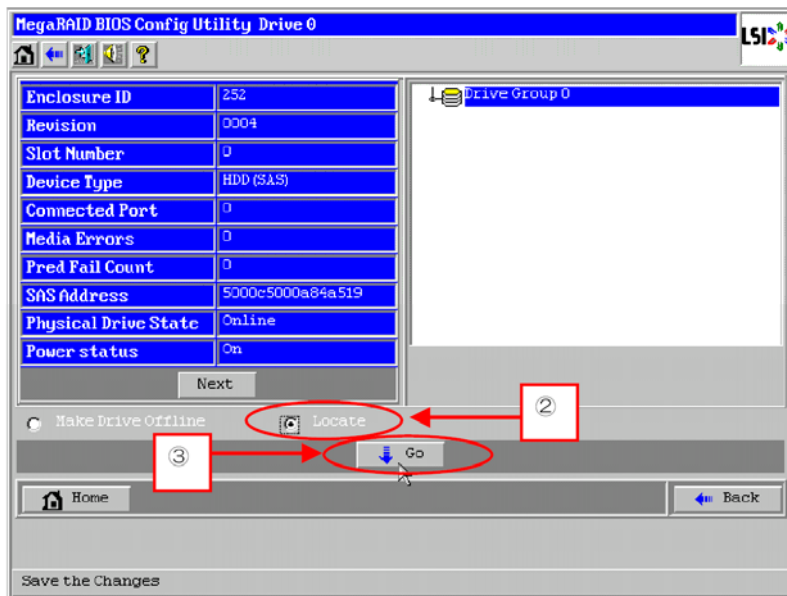 MegaRAID BIOS Config Utility Drive 0
LSI
Enclosure ID 252
Revision 0004
Slot Number 0
Device Type HDD (SAS)
Connected Port 0
Media Errors 0
Pred Fail Count 0
SAS Address 5000c5000a84a519
Physical Drive State Online
Power status On
Next
Drive Group 0
Make Drive Offline
Locate
②
③
Go
Home
Back
Save the Changes